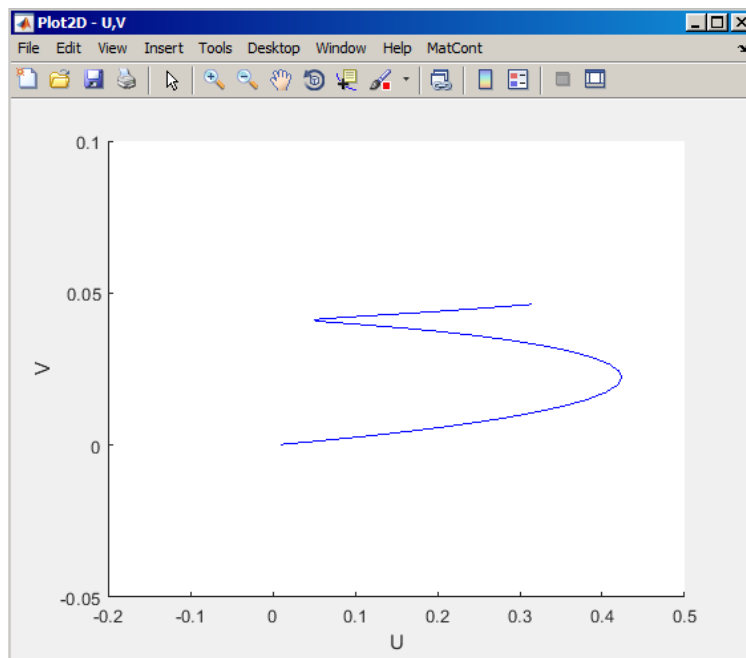 Plot2D - U,V
File Edit View Insert Tools Desktop Window Help MatCont
0.1
0.05
0
-0.05
V
-0.2 -0.1 0 0.1 0.2 0.3 0.4 0.5
U